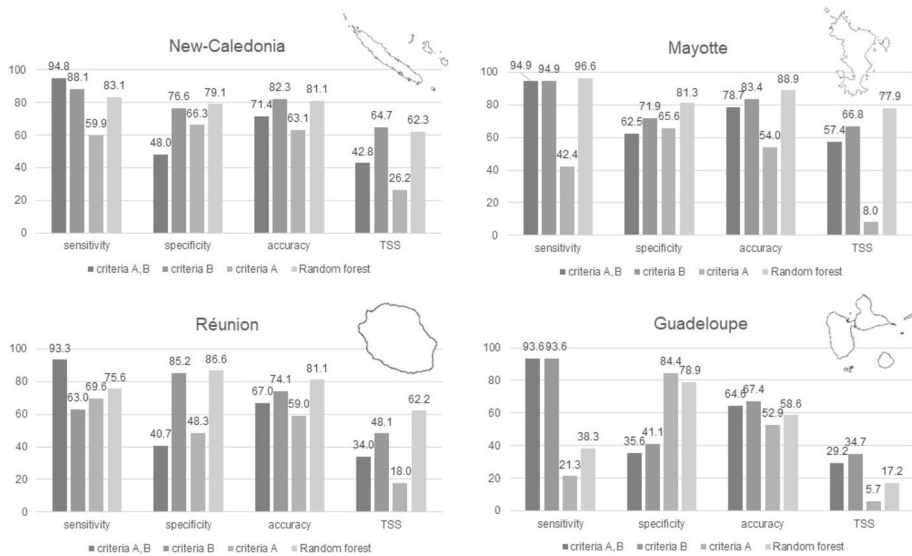 New-Caledonia
100
80
60
40
20
0
94.8 88.1 59.9 83.1
48.0 76.6 66.3 79.1
71.4 82.3 63.1 81.1
42.8 64.7 26.2 62.3
sensitivity specificity accuracy TSS
criteria A, B criteria B criteria A Random forest
Mayotte
100
80
60
40
20
0
94.9 94.9 42.4 96.6
62.5 71.9 65.6 81.3
78.7 83.4 54.0 88.9
57.4 66.8 8.0 77.9
sensitivity specificity accuracy TSS
criteria A, B criteria B criteria A Random forest
Réunion
100
80
60
40
20
0
93.3 63.0 69.6 75.6
40.7 85.2 48.3 86.6
67.0 74.1 59.0 81.1
34.0 48.1 18.0 62.2
sensitivity specificity accuracy TSS
criteria A, B criteria B criteria A Random forest
Guadeloupe
100
80
60
40
20
0
93.6 93.6 21.3 38.3
35.6 41.1 84.4 78.9
64.6 67.4 52.9 58.6
29.2 34.7 5.7 17.2
sensitivity specificity accuracy TSS
criteria A, B criteria B criteria A Random forest